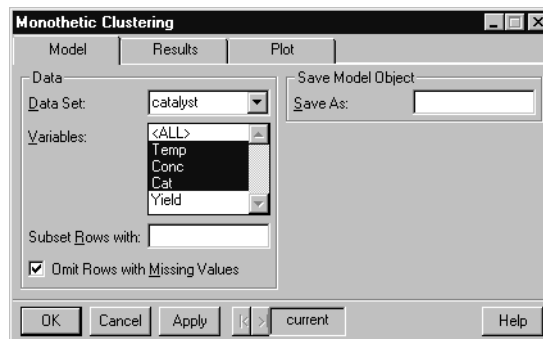 Monothetic Clustering
Model Results Plot
Data
Data Set: catalyst
Variables:
<ALL>
Temp
Conc
Cat
Yield
Subset Rows with:
Omit Rows with Missing Values
Save Model Object
Save As:
OK Cancel Apply current Help